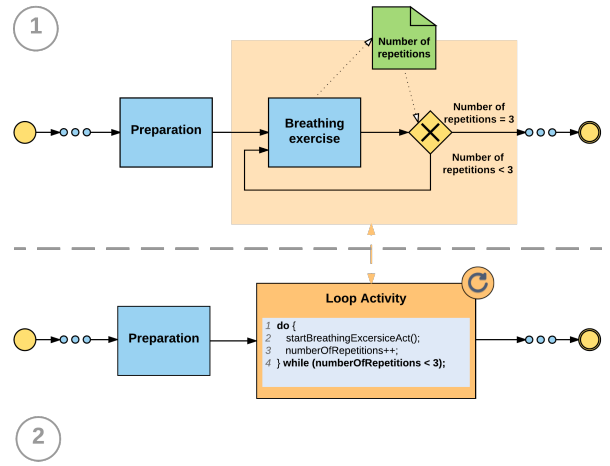 1
Number of
repetitions
Preparation
Breathing
exercise
Number of
repetitions = 3
Number of
repetitions < 3
Loop Activity
Preparation
1 do {
2 startBreathingExcersiceAct();
3 numberOfRepetitions++;
4 } while (numberOfRepetitions < 3);
2